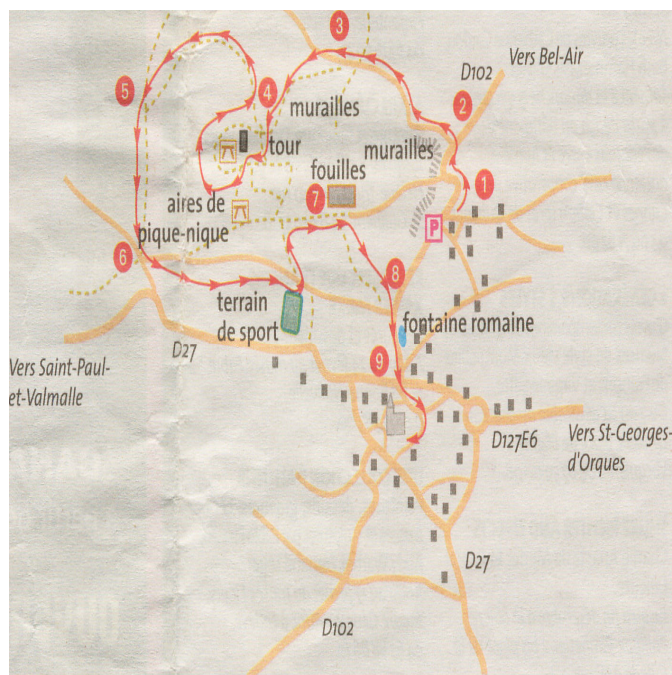 3
Vers Bel-Air
D102
5
4
2
murailles
tour
murailles
fouilles
1
7
aires de
pique-nique
P
6
8
terrain
de sport
fontaine romaine
D27
9
Vers Saint-Paul-
et-Valmalle
D127E6
Vers St-Georges-
d'Orques
D27
D102